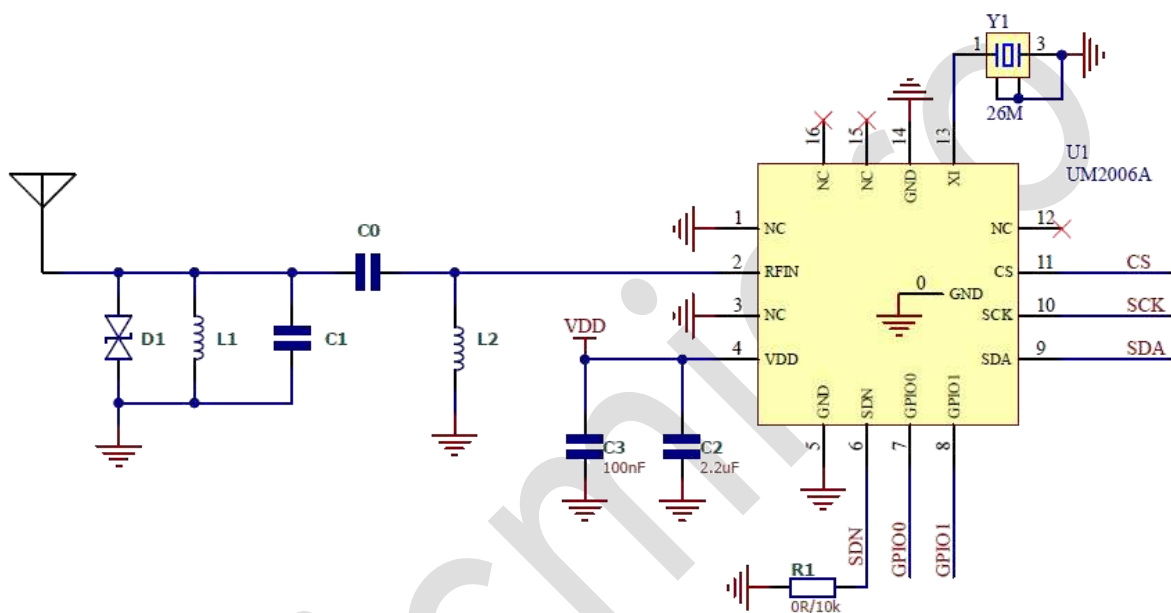 Y1
1
3
26M
16
15
14
13
U1
UM2006A
NC
NC
GND
XI
1
NC
NC
12
C0
2
RFIN
CS
11
CS
0
GND
3
NC
SCK
10
SCK
D1
L1
C1
L2
VDD
4
VDD
SDA
9
SDA
GND
SDN
GPIO0
GPIO1
5
6
7
8
C3
100nF
C2
2.2uF
SDN
GPIO0
GPIO1
R1
0R/10k